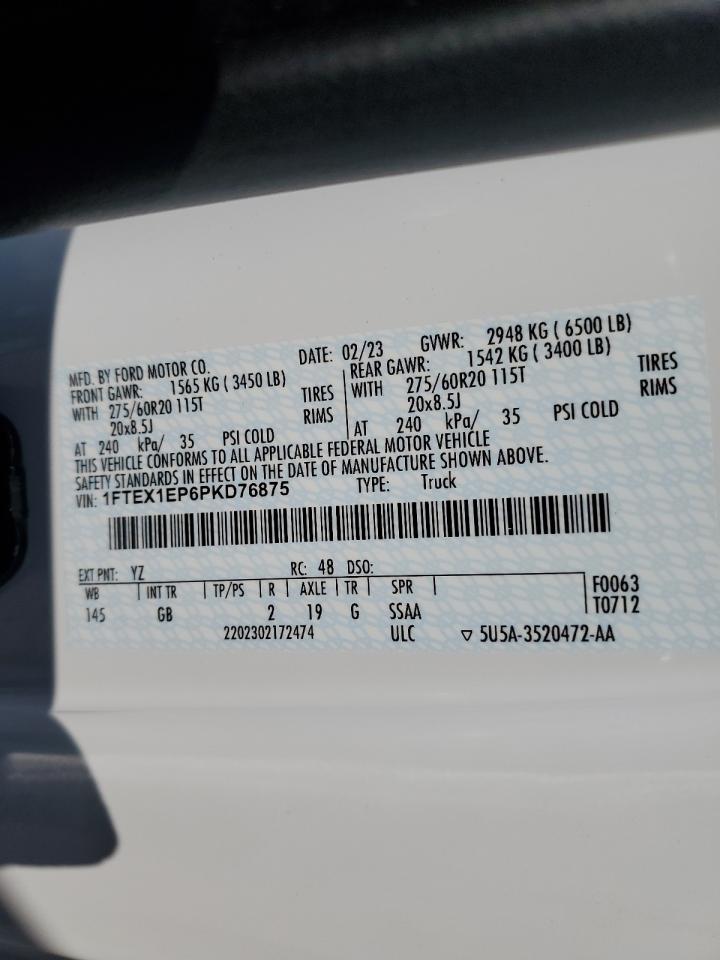 MFD. BY FORD MOTOR CO. DATE: 02/23 GVWR: 2948 KG ( 6500 LB)
FRONT GAWR: 1565 KG ( 3450 LB) REAR GAWR: 1542 KG ( 3400 LB)
WITH 275/60R20 115T TIRES WITH 275/60R20 115T TIRES
20x8.5J RIMS 20x8.5J RIMS
AT 240 kPa/ 35 PSI COLD AT 240 kPa/ 35 PSI COLD
THIS VEHICLE CONFORMS TO ALL APPLICABLE FEDERAL MOTOR VEHICLE
SAFETY STANDARDS IN EFFECT ON THE DATE OF MANUFACTURE SHOWN ABOVE.
VIN: 1FTEX1EP6PKD76875 TYPE: Truck
EXT PNT: YZ RC: 48 DSO:
WB INT TR TP/PS R AXLE TR SPR F0063
145 GB 2 19 G SSAA T0712
2202302172474 ULC ▽ 5U5A-3520472-AA